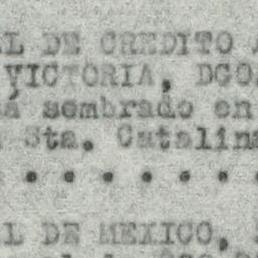 L DE CREDITO A
VICTORIA, DGO.
á sembrado en
Sta. Catalina
. . . . . . .
L DE MEXICO,